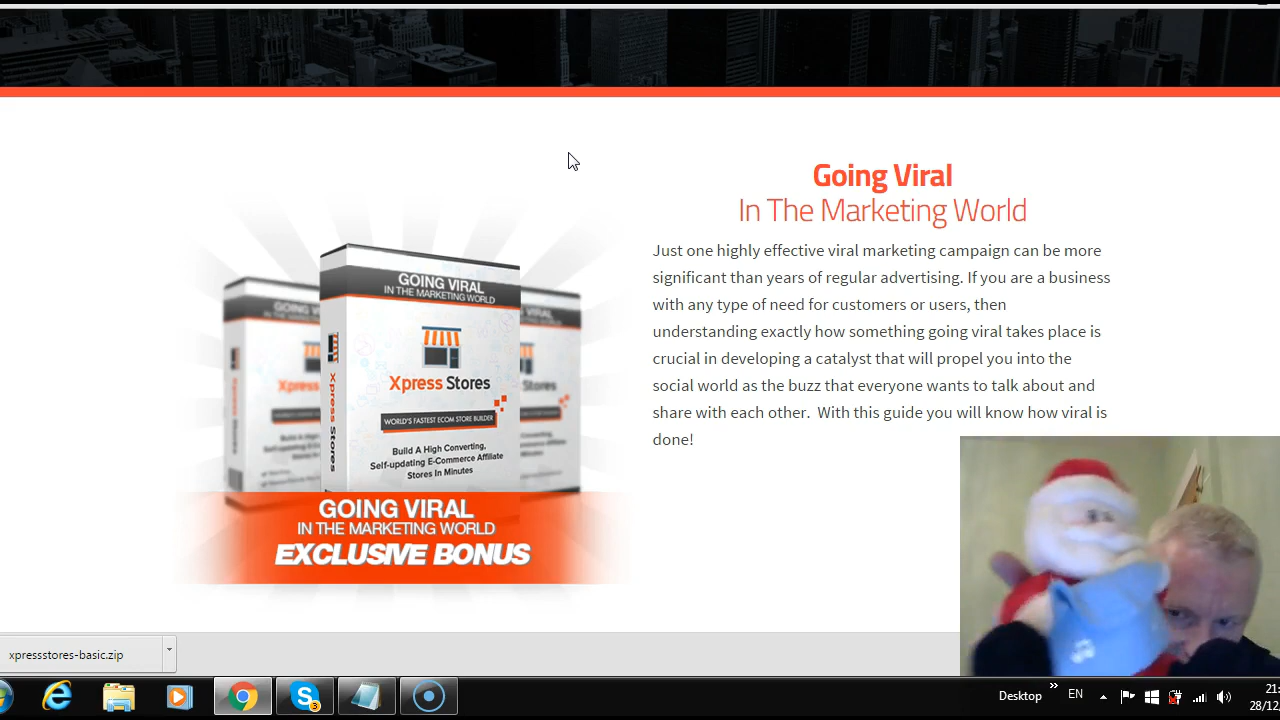 Going Viral
In The Marketing World
Just one highly effective viral marketing campaign can be more
significant than years of regular advertising. If you are a business
with any type of need for customers or users, then
understanding exactly how something going viral takes place is
crucial in developing a catalyst that will propel you into the
social world as the buzz that everyone wants to talk about and
share with each other.  With this guide you will know how viral is
done!
GOING VIRAL
IN THE MARKETING WORLD
Xpress Stores
WORLD'S FASTEST ECOM STORE BUILDER
Build A High Converting,
Self-updating E-Commerce Affiliate
Stores In Minutes
Xpress Stores
GOING VIRAL
IN THE MARKETING WORLD
EXCLUSIVE BONUS
xpressstores-basic.zip
3
Desktop
EN
21:
28/12/